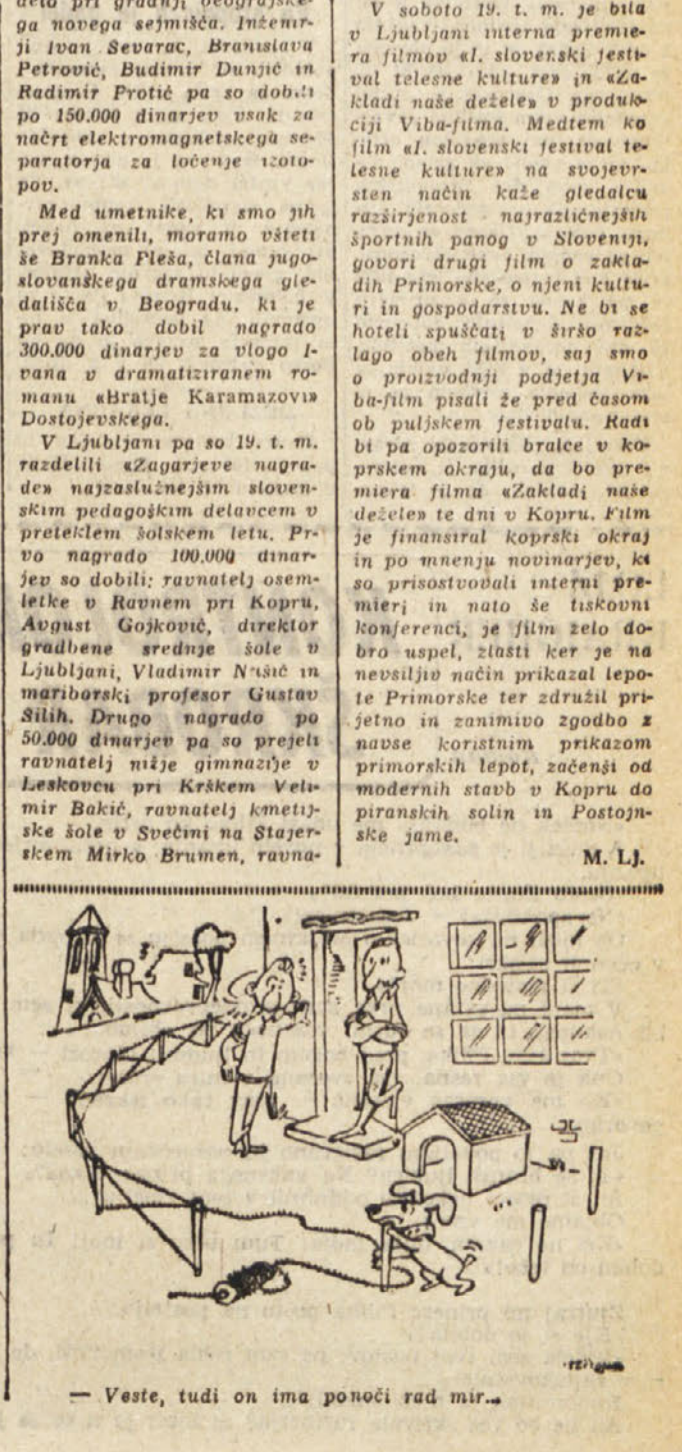 delo pri gradnji beograjske-
ga novega sejmišča. Inženir-
ji Ivan Sevarac, Branislava
Petrović, Budimir Dunjić in
Radimir Protić pa so dobili
po 150.000 dinarjev vsak za
načrt elektromagnetskega se-
paratorja za ločenje izoto-
pov.
Med umetnike, ki smo jih
prej omenili, moramo všteti
še Branka Pleša, člana jugo-
slovanskega dramskega gle-
dališča v Beogradu, ki je
prav tako dobil nagrado
300.000 dinarjev za vlogo I-
vana v dramatiziranem ro-
manu «Bratje Karamazovi»
Dostojevskega.
V Ljubljani pa so 19. t. m.
razdelili «Zagarjeve nagra-
de» najzaslužnejšim sloven-
skim pedagoškim delavcem v
preteklem šolskem letu. Pr-
vo nagrado 100.000 dinar-
jev so dobili: ravnatelj osem-
letke v Ravnem pri Kopru,
Avgust Gojkovič, direktor
gradbene srednje šole v
Ljubljani, Vladimir Nušič in
mariborski profesor Gustav
Silih. Drugo nagrado po
50.000 dinarjev pa so prejeli
ravnatelj nižje gimnazije v
Leskovcu pri Krškem Veli-
mir Bakić, ravnatelj kmetij-
ske šole v Svečini na Stajer-
skem Mirko Brumen, ravna-
V soboto 19. t. m. je bila
v Ljubljani interna premie-
ra filmov «I. slovenski festi-
val telesne kulture» in «Za-
kladi naše dežele» v produk-
ciji Viba-filma. Medtem ko
film «I. slovenski festival te-
lesne kulture» na svojevr-
sten način kaže gledalcu
razširjenost najrazličnejših
športnih panog v Sloveniji,
govori drugi film o zakla-
dih Primorske, o njeni kultu-
ri in gospodarstvu. Ne bi se
hoteli spuščati v širšo raz-
lago obeh filmov, saj smo
o proizvodnji podjetja Vi-
ba-film pisali že pred časom
ob puljskem festivalu. Radi
bi pa opozorili bralce v ko-
prskem okraju, da bo pre-
miera filma «Zakladi naše
dežele» te dni v Kopru. Film
je finansiral koprski okraj
in po mnenju novinarjev, ki
so prisostvovali interni pre-
mieri in nato še tiskovni
konferenci, je film zelo do-
bro uspel, zlasti ker je na
nevsiljiv način prikazal lepo-
te Primorske ter združil pri-
jetno in zanimivo zgodbo z
navse koristnim prikazom
primorskih lepot, začenši od
modernih stavb v Kopru do
piranskih solin in Postojn-
ske jame.
M. LJ.
— Veste, tudi on ima ponoči rad mir...